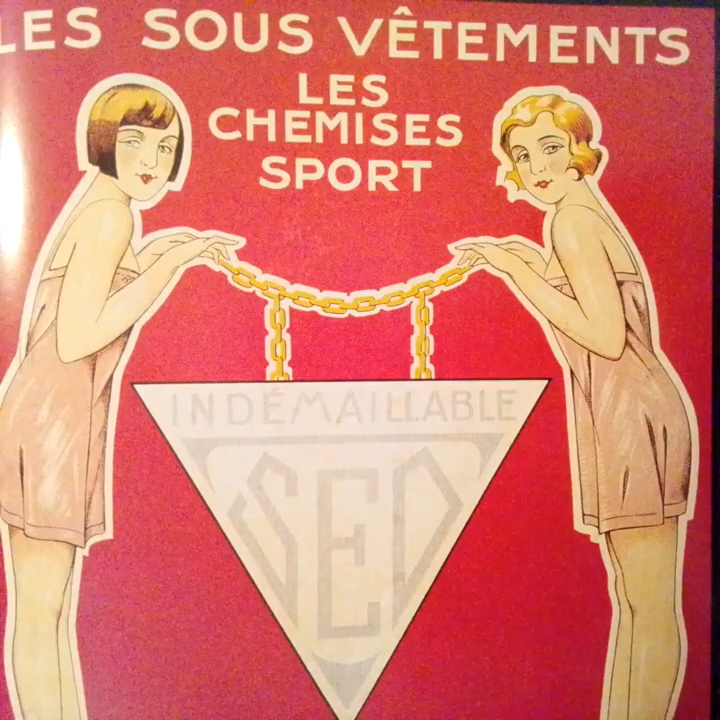 LES SOUS VÊTEMENTS
LES
CHEMISES
SPORT
INDÉMAILLABLE
SED